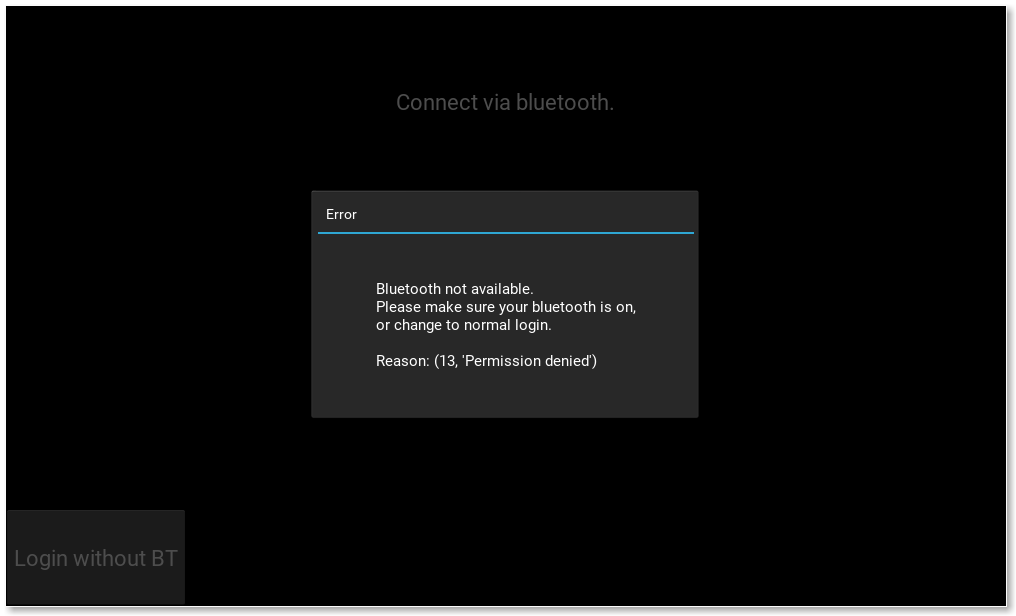 Connect via bluetooth.
Error
Bluetooth not available.
Please make sure your bluetooth is on,
or change to normal login.
Reason: (13, 'Permission denied')
Login without BT